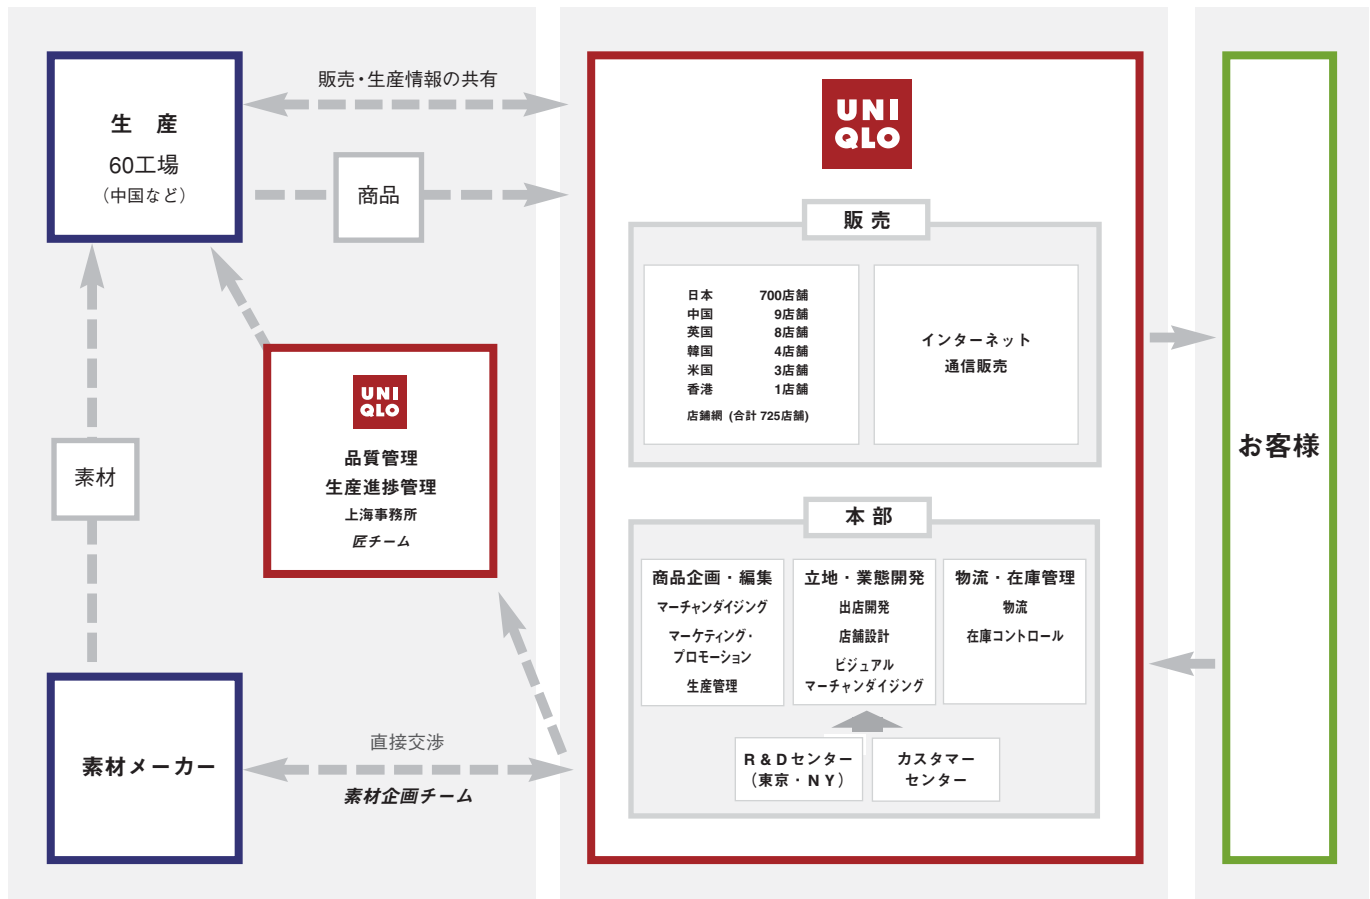 生 産
60工場
（中国など）
販売・生産情報の共有
商品
UNI
QLO
品質管理
生産進捗管理
上海事務所
匠チーム
素材
素材メーカー
直接交渉
素材企画チーム
UNI
QLO
販 売
日本 700店舗
中国 9店舗
英国 8店舗
韓国 4店舗
米国 3店舗
香港 1店舗
店鋪網 (合計 725店舗)
インターネット
通信販売
本 部
商品企画・編集
マーチャンダイジング
マーケティング・
プロモーション
生産管理
立地・業態開発
出店開発
店舗設計
ビジュアル
マーチャンダイジング
物流・在庫管理
物流
在庫コントロール
R & D センター
（東京・ＮＹ）
カスタマー
センター
お客様